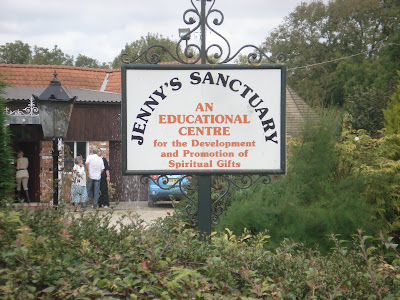 JENNY'S SANCTUARY
AN
EDUCATIONAL
CENTRE
for the Development
and Promotion of
Spiritual Gifts